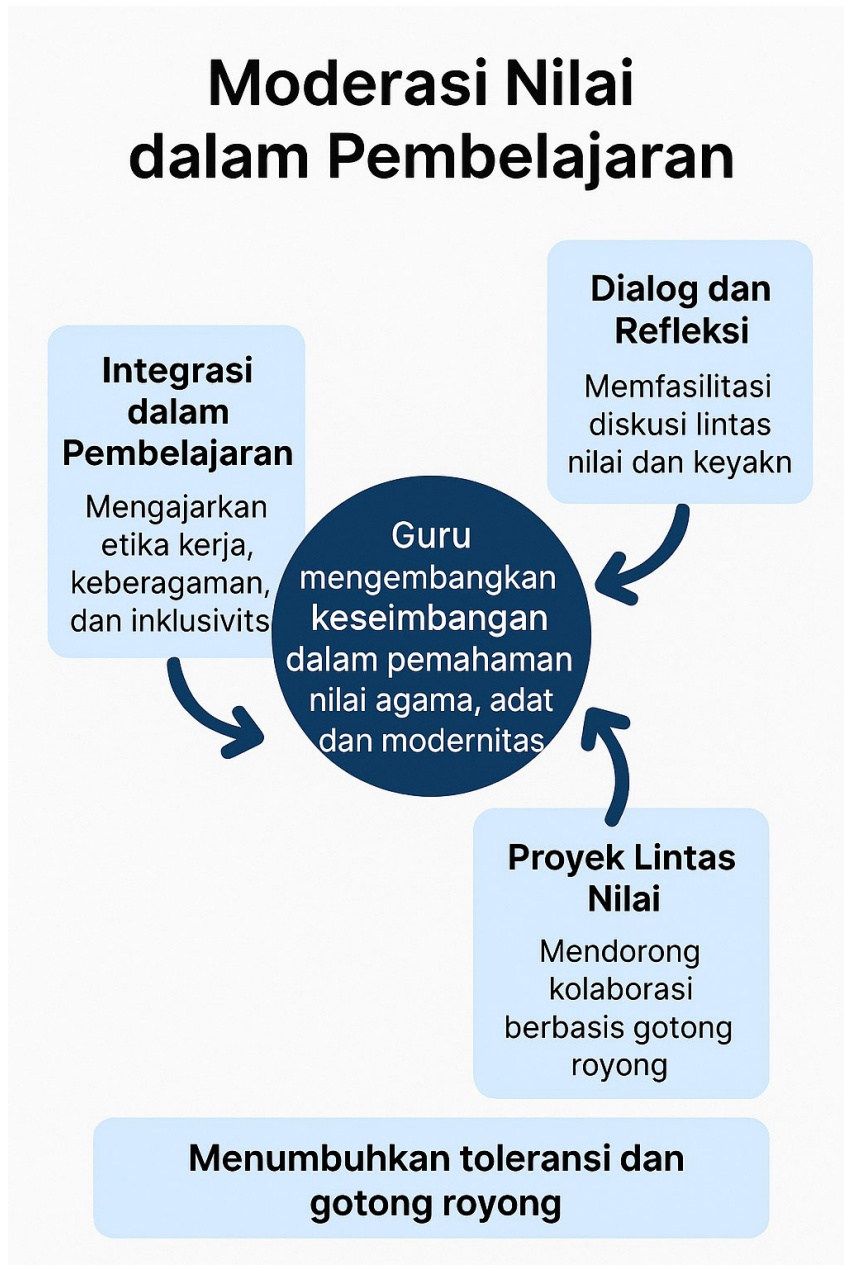 Moderasi Nilai
dalam Pembelajaran
Integrasi
dalam
Pembelajaran
Mengajarkan
etika kerja,
keberagaman,
dan inklusivits
Dialog dan
Refleksi
Memfasilitasi
diskusi lintas
nilai dan keyakn
Guru
mengembangkan
keseimbangan
dalam pemahaman
nilai agama, adat
dan modernitas
Proyek Lintas
Nilai
Mendorong
kolaborasi
berbasis gotong
royong
Menumbuhkan toleransi dan
gotong royong